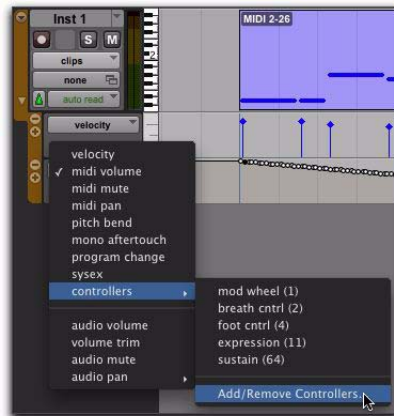 Inst 1
MIDI 2-26
S M
clips
none
auto read
velocity
velocity
✓ midi volume
midi mute
midi pan
pitch bend
mono aftertouch
program change
sysex
controllers
audio volume
volume trim
audio mute
audio pan
mod wheel (1)
breath cntrl (2)
foot cntrl (4)
expression (11)
sustain (64)
Add/Remove Controllers...